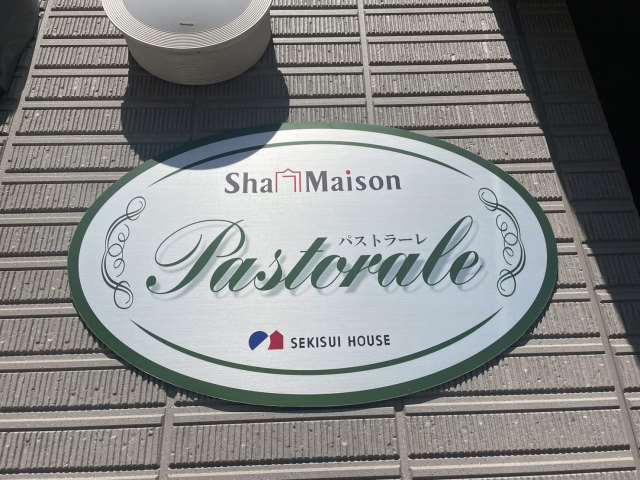 Sha Maison
パストラーレ
Pastorale
SEKISUI HOUSE